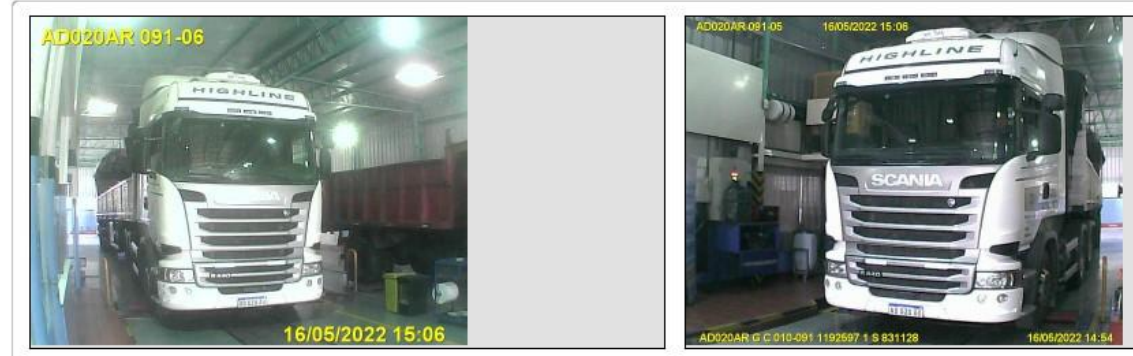 AD020AR 091-06
HIGHLINE
16/05/2022 15:06
AD020AR 091-05 16/05/2022 15:06
HIGHLINE
SCANIA
AD020AR G C 010-091 1192597 1 S 831128 16/05/2022 14:54